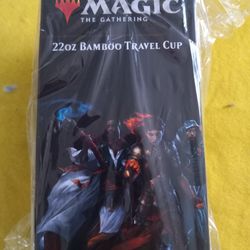 MAGIC
THE GATHERING
22oz Bamboo Travel Cup